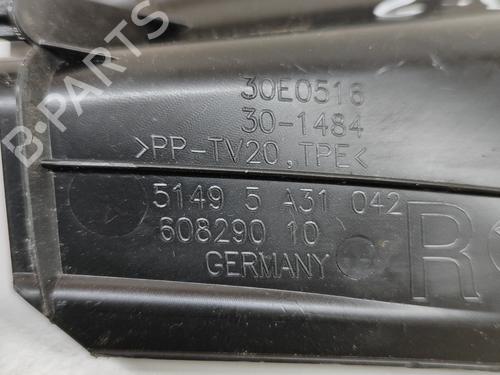 30E0516
30-1484
>PP-TV20,TPE<
5149 5 A31 042
608290 10
GERMANY
R
B-PARTS